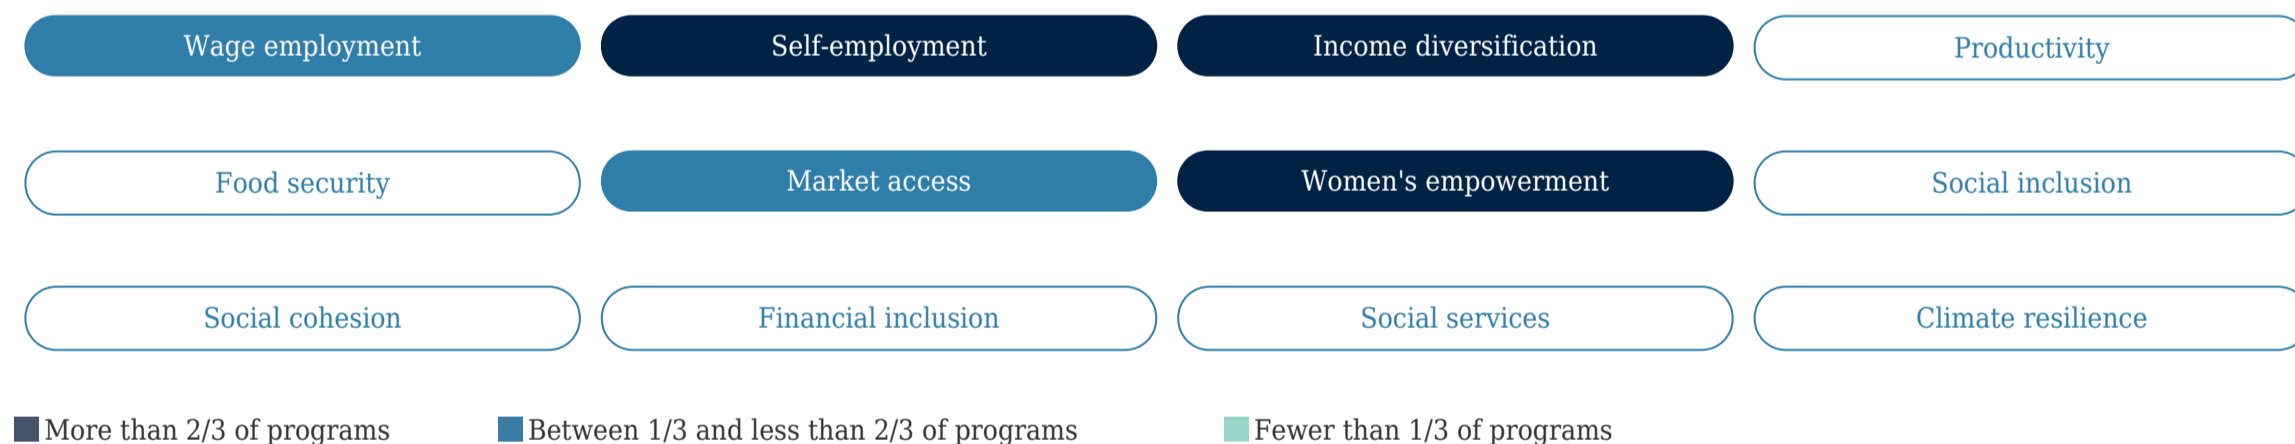 Wage employment
Self-employment
Income diversification
Productivity
Food security
Market access
Women's empowerment
Social inclusion
Social cohesion
Financial inclusion
Social services
Climate resilience
More than 2/3 of programs
Between 1/3 and less than 2/3 of programs
Fewer than 1/3 of programs